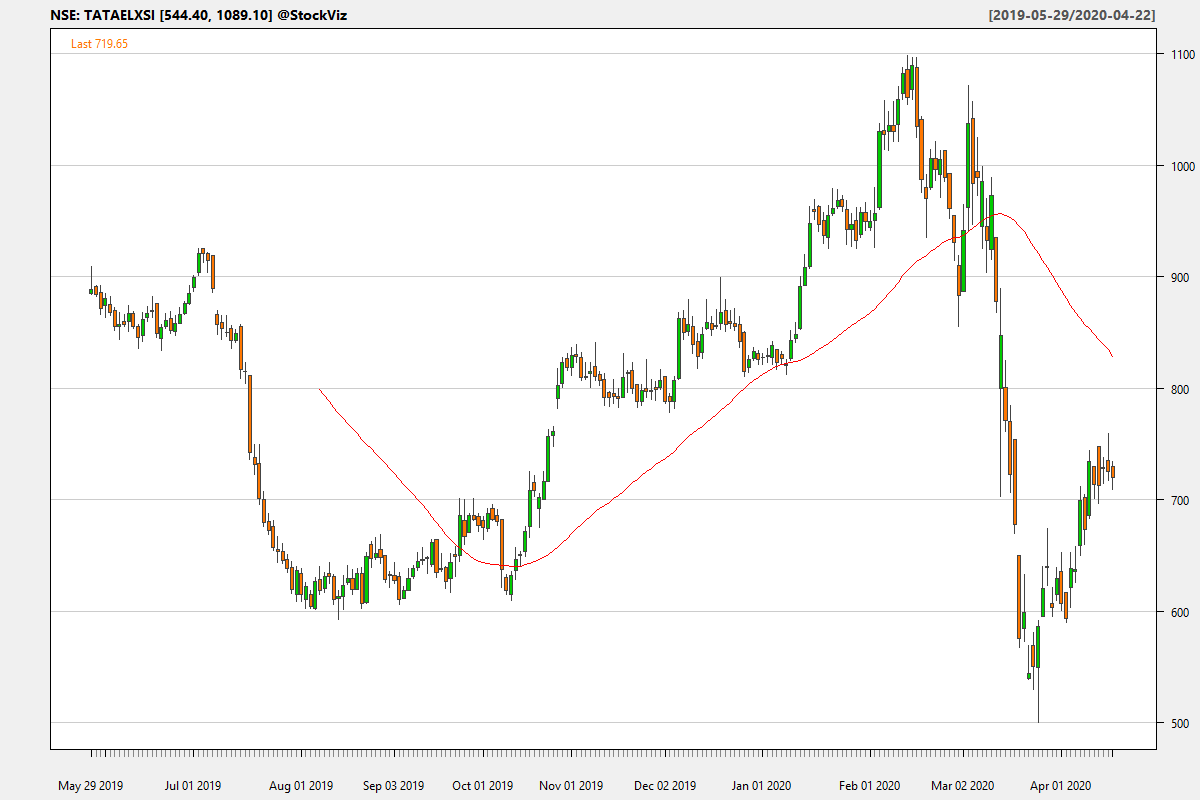 NSE: TATAELXSI [544.40, 1089.10] @StockViz
[2019-05-29/2020-04-22]
Last 719.65
1100
1000
900
800
700
600
500
May 29 2019 Jul 01 2019 Aug 01 2019 Sep 03 2019 Oct 01 2019 Nov 01 2019 Dec 02 2019 Jan 01 2020 Feb 01 2020 Mar 02 2020 Apr 01 2020